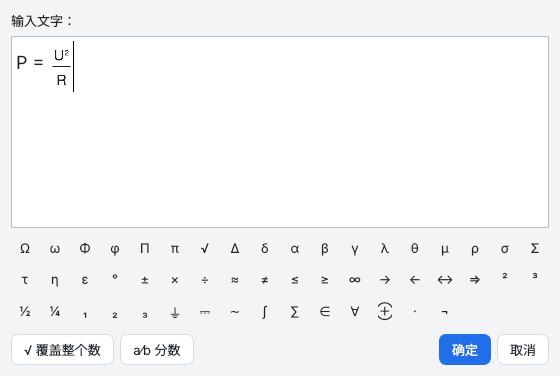 输入文字：
P = U²/R
Ω ω Φ φ Π π √ Δ δ α β γ λ θ μ ρ σ Σ
τ η ε ° ± × ÷ ≈ ≠ ≤ ≥ ∞ → ← ↔ ⇒ ² ³
½ ¼ ₁ ₂ ₃ ⏚ ⎓ ∼ ∫ ∑ ∈ ∀ ⊕ · ¬
√ 覆盖整个数 a⁄b 分数 确定 取消